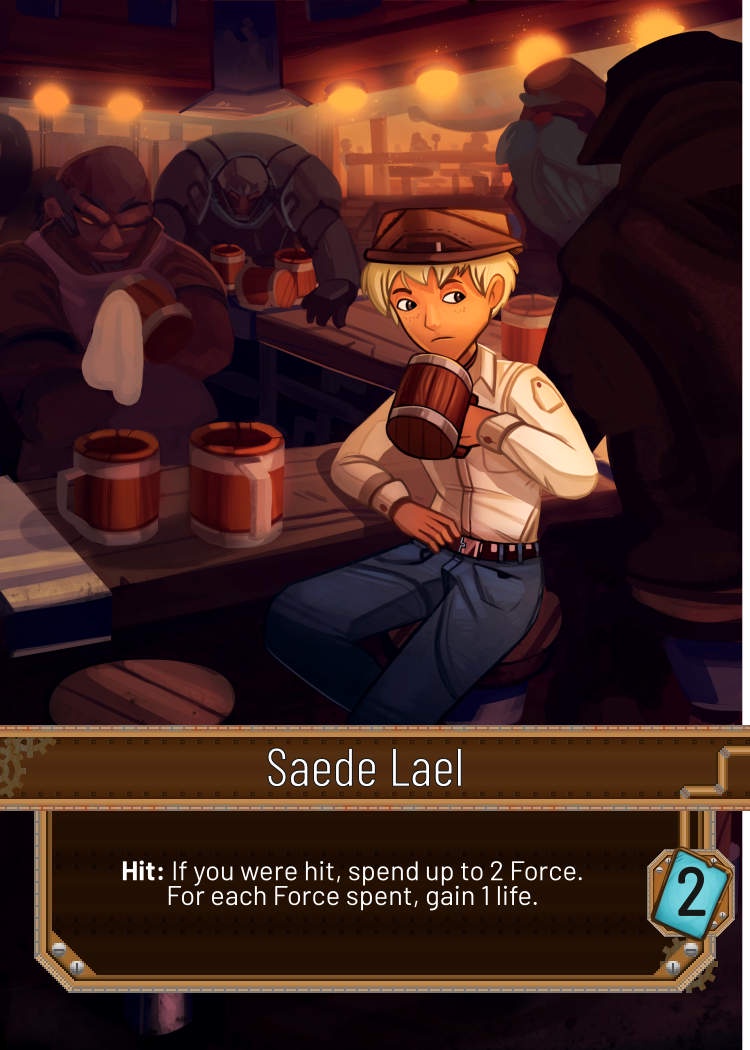 Saede Lael
Hit: If you were hit, spend up to 2 Force.
For each Force spent, gain 1 life.
2